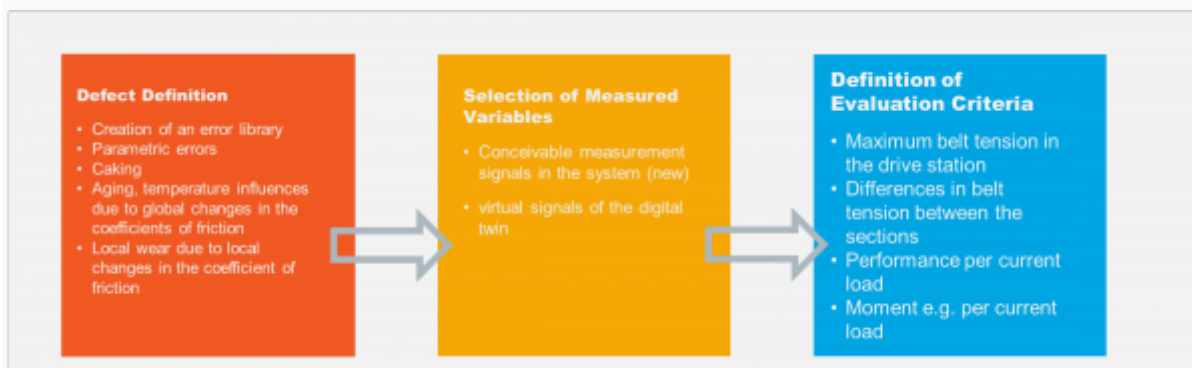 Defect Definition
• Creation of an error library
• Parametric errors
• Caking
• Aging, temperature influences
due to global changes in the
coefficients of friction
• Local wear due to local
changes in the coefficient of
friction
Selection of Measured
Variables
• Conceivable measurement
signals in the system (new)
• virtual signals of the digital
twin
Definition of
Evaluation Criteria
• Maximum belt tension in
the drive station
• Differences in belt
tension between the
sections
• Performance per current
load
• Moment e.g. per current
load